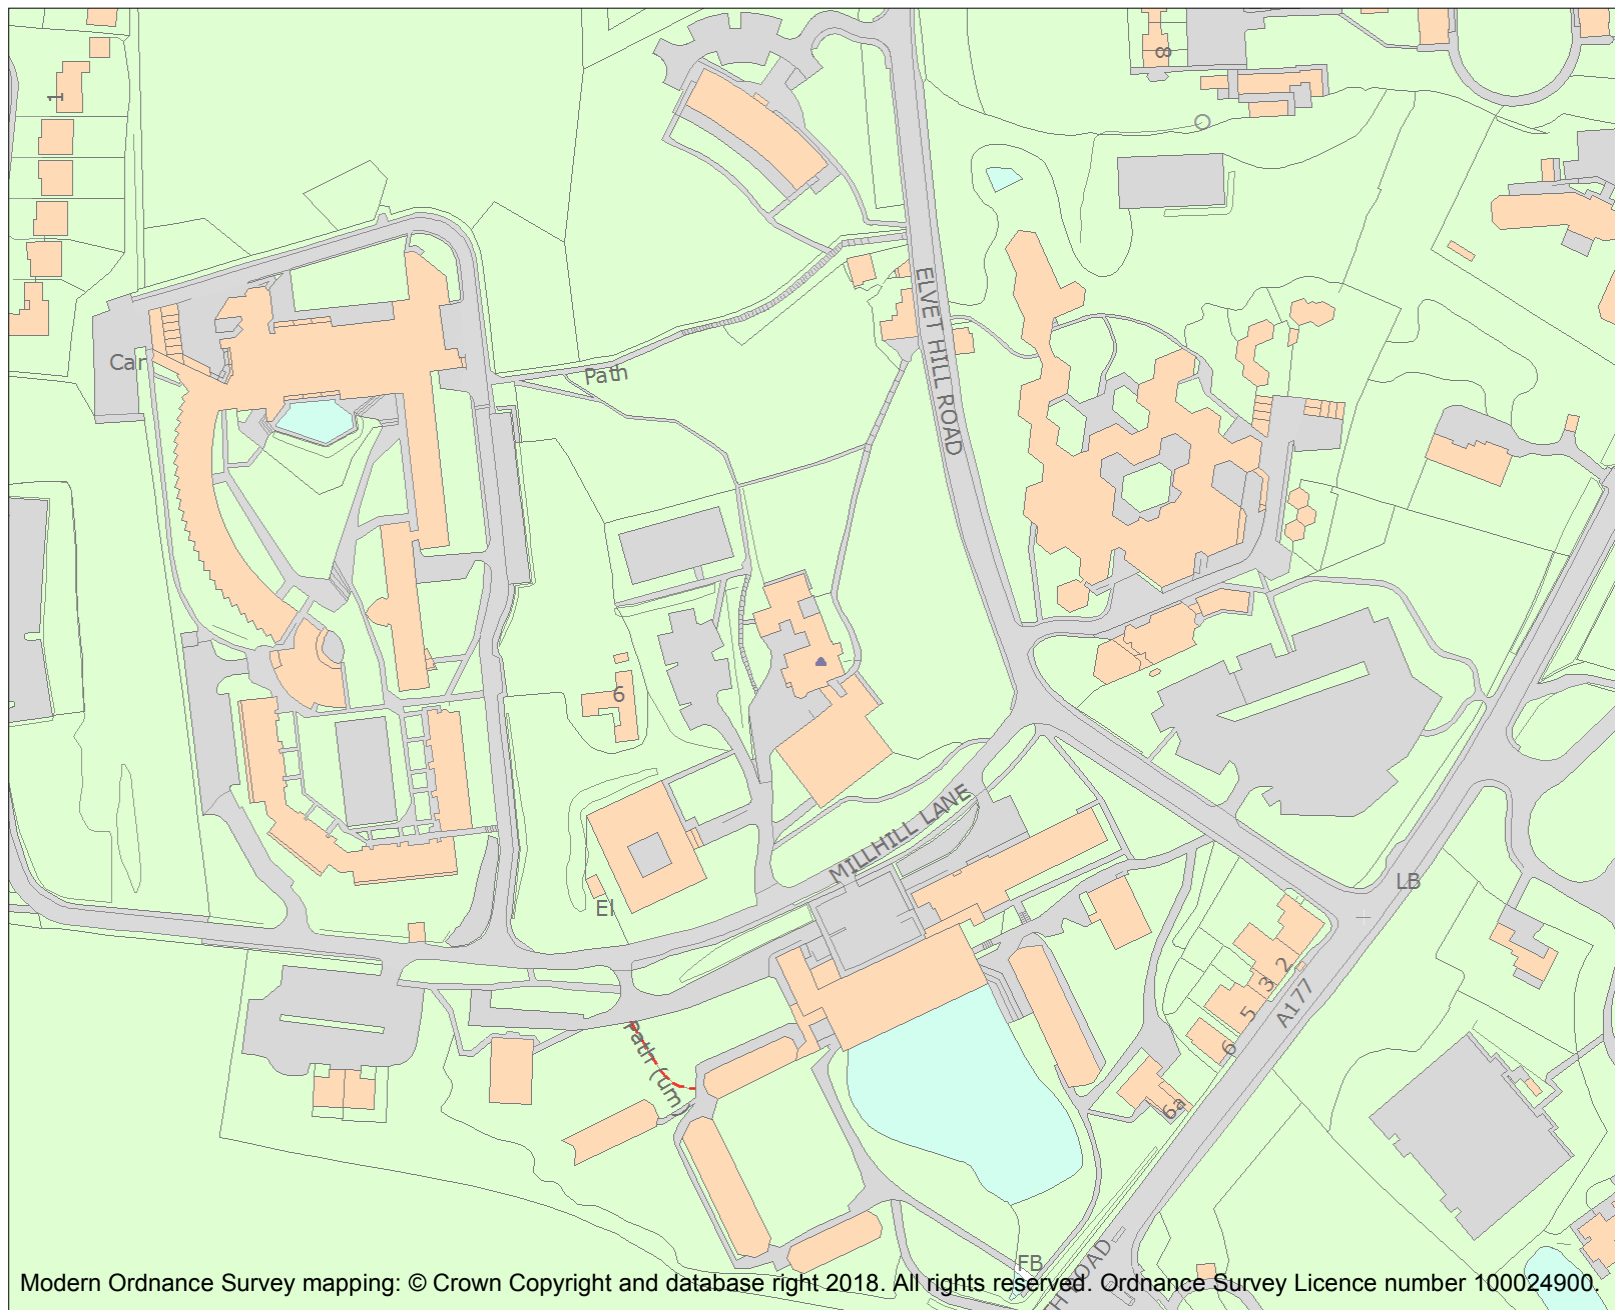 8
1
ELVET HILL ROAD
Car
Path
6
MILLHILL LANE
LB
El
2
3
A177
5
6
Path (um)
6a
FB
H ROAD
Modern Ordnance Survey mapping: © Crown Copyright and database right 2018. All rights reserved. Ordnance Survey Licence number 100024900.